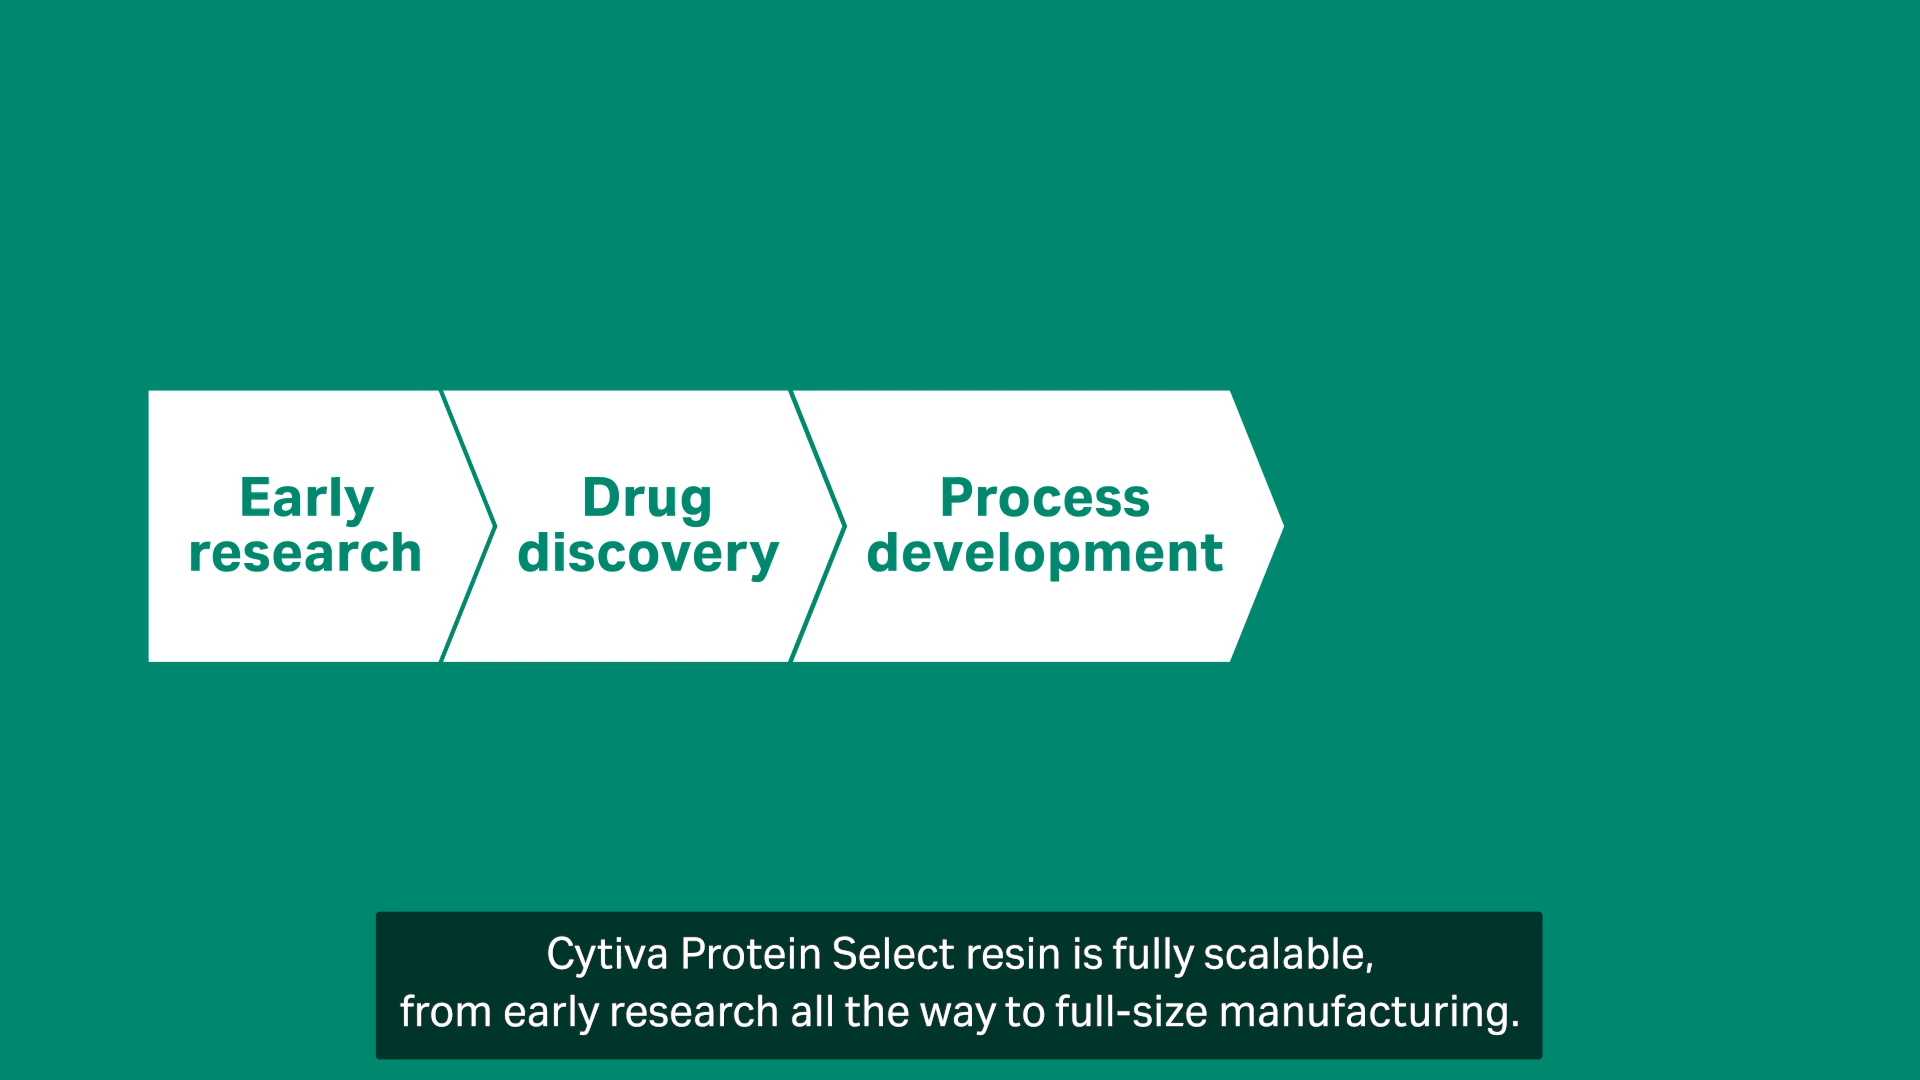 Early
research
Drug
discovery
Process
development
Cytiva Protein Select resin is fully scalable,
from early research all the way to full-size manufacturing.